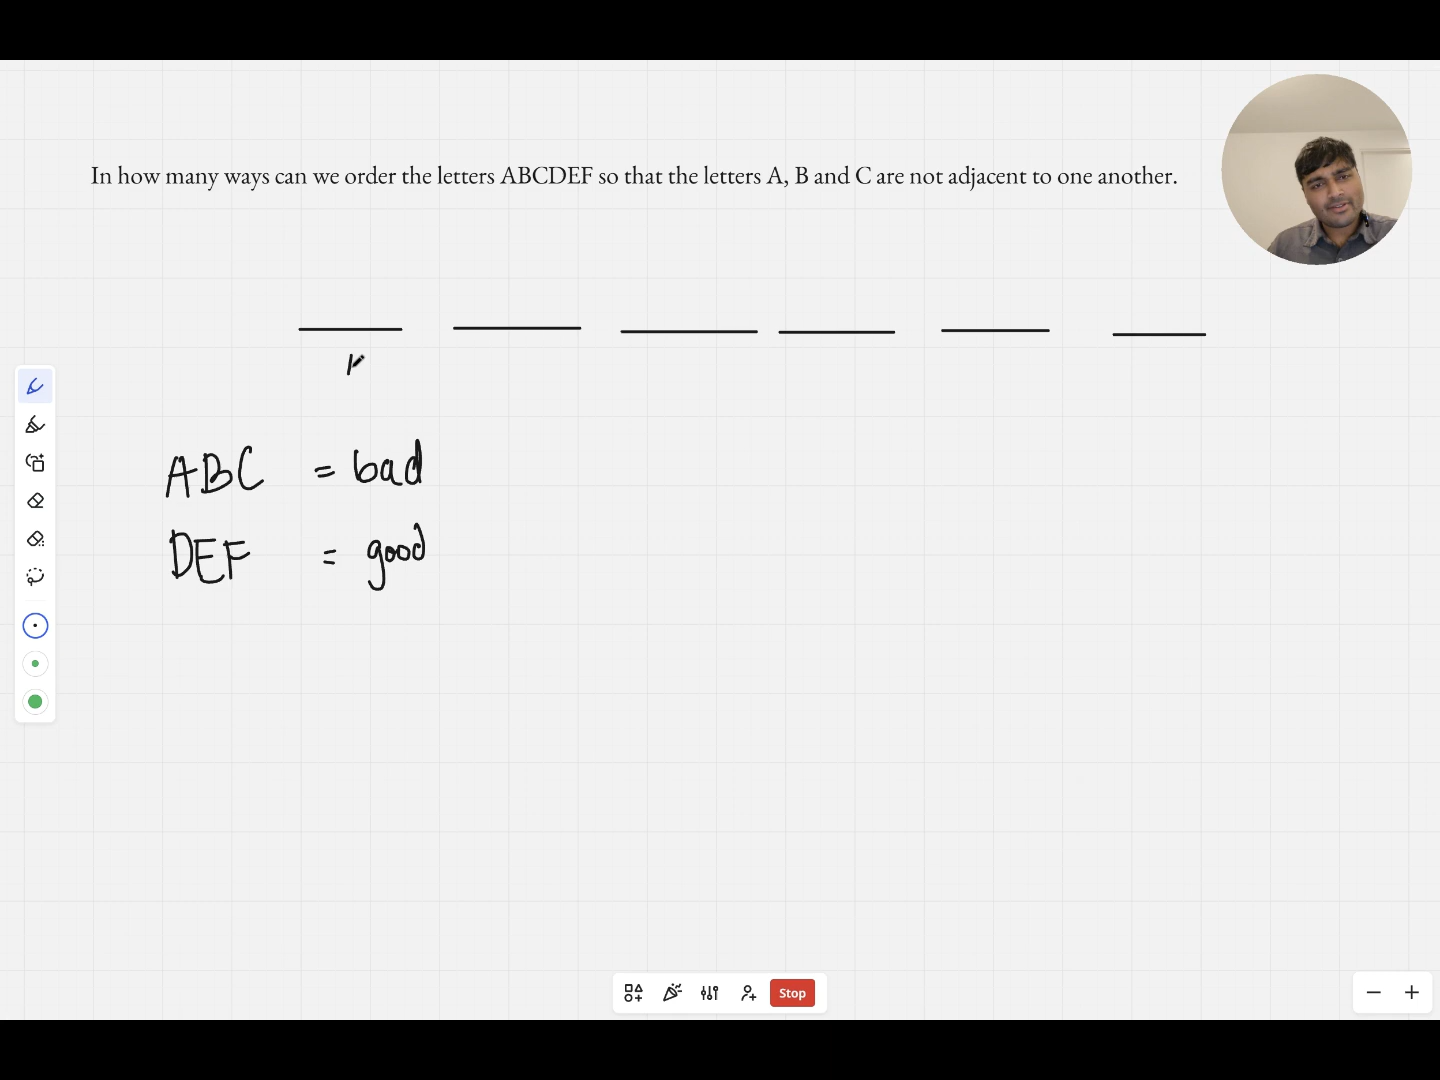 In how many ways can we order the letters ABCDEF so that the letters A, B and C are not adjacent to one another.
ABC = bad
DEF = good
Stop